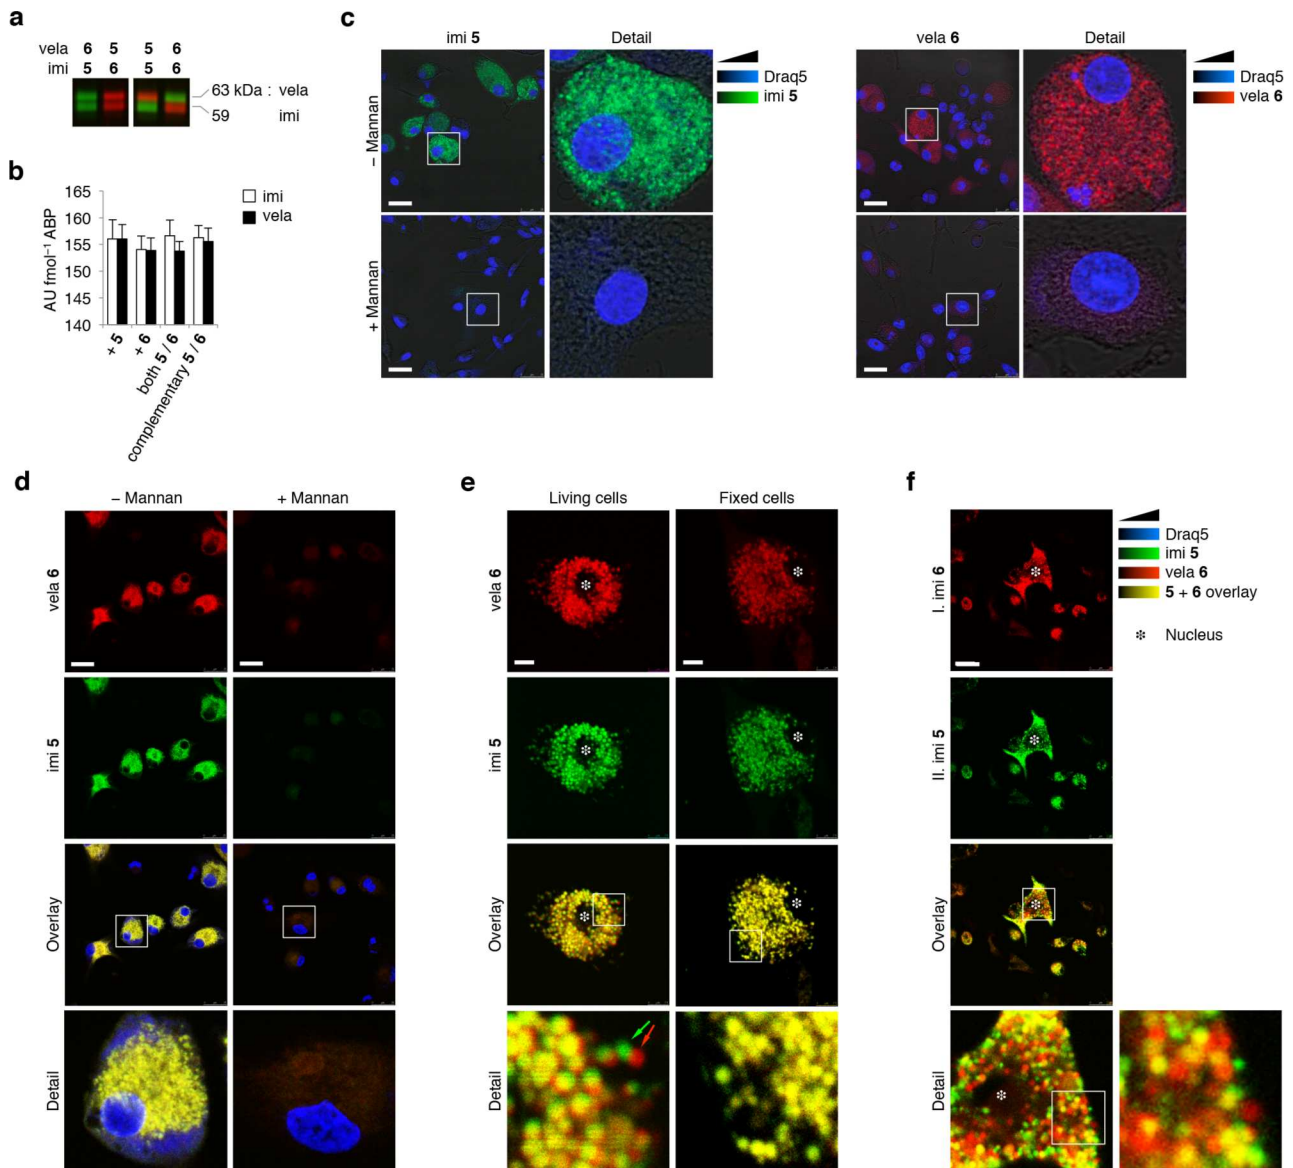 a
vela 6 5 5 6
imi 5 6 5 6
63 kDa : vela
59 imi
b
165
160
155
150
145
140
AU fmol⁻¹ ABP
imi
vela
+ 5
+ 6
both 5 / 6
complementary 5 / 6
c
imi 5 Detail
Draq5
imi 5
vela 6 Detail
Draq5
vela 6
– Mannan
+ Mannan
d
– Mannan + Mannan
vela 6
imi 5
Overlay
Detail
e
Living cells Fixed cells
vela 6
imi 5
Overlay
Detail
f
I. imi 6
II. imi 5
Overlay
Detail
Draq5
imi 5
vela 6
5 + 6 overlay
✻ Nucleus